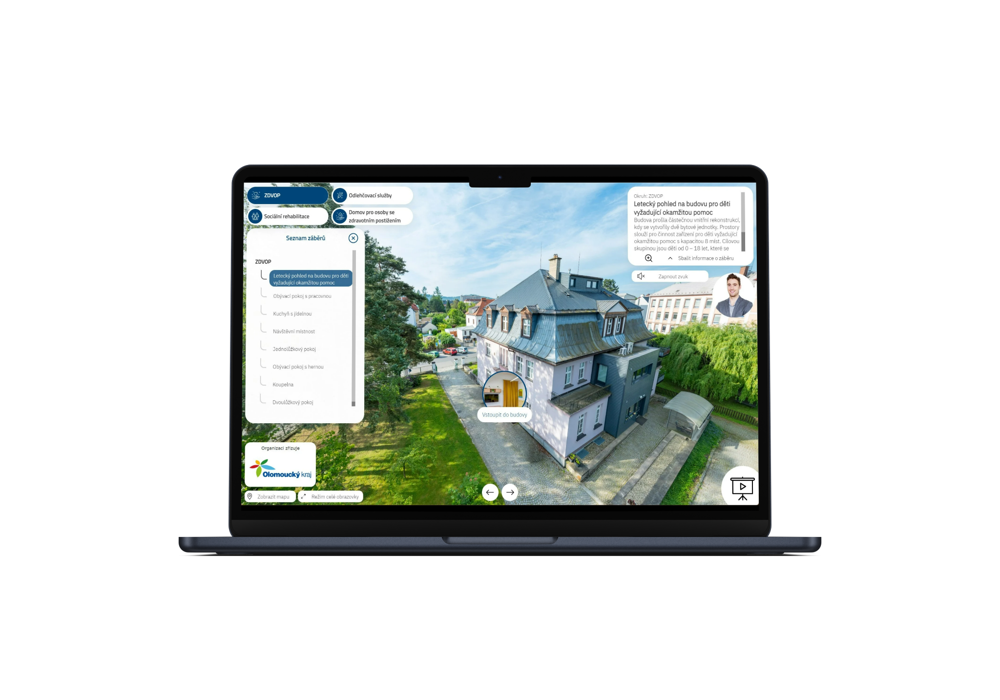 ZDVOP
Odlehčovací služby
Sociální rehabilitace
Domov pro osoby se
zdravotním postižením
Seznam záběrů
ZDVOP
Letecký pohled na budovu pro děti
vyžadující okamžitou pomoc
Obývací pokoj s pracovnou
Kuchyň s jídelnou
Návštěvní místnost
Jednolůžkový pokoj
Obývací pokoj s hernou
Koupelna
Dvoulůžkový pokoj
Organizaci zřizuje
Olomoucký kraj
Zobrazit mapu
Režim celé obrazovky
Vstoupit do budovy
Okruh: ZDVOP
Letecký pohled na budovu pro děti
vyžadující okamžitou pomoc
Budova prošla částečnou vnitřní rekonstrukcí,
kdy se vytvořily dvě bytové jednotky. Prostory
slouží pro činnost zařízení pro děti vyžadující
okamžitou pomoc s kapacitou 8 míst. Cílovou
skupinou jsou děti od 0 – 18 let, které se
Sbalit informace o záběru
Zapnout zvuk